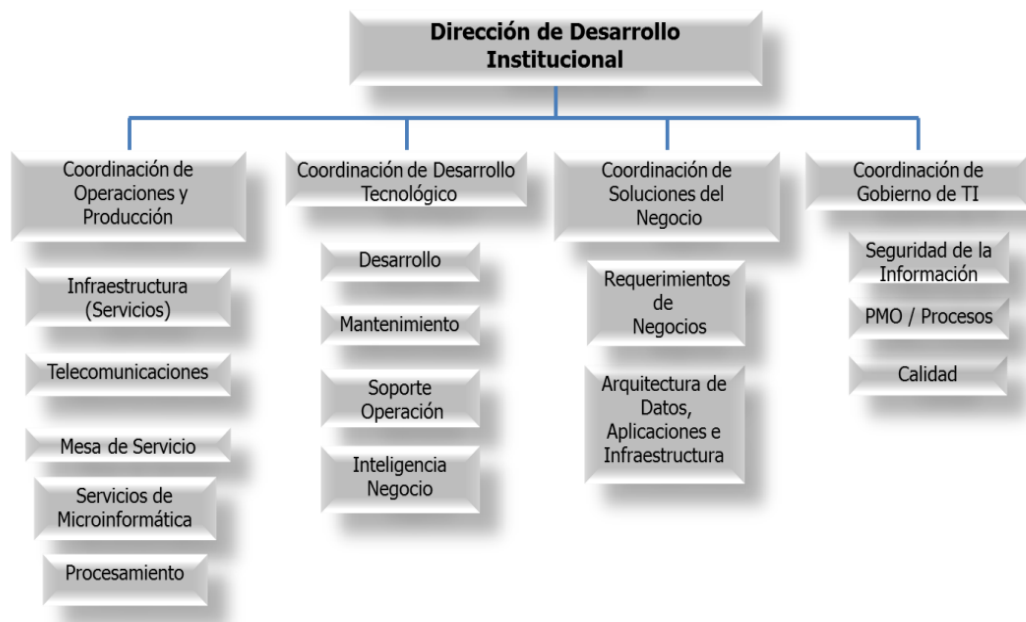 Dirección de Desarrollo
Institucional
Coordinación de
Operaciones y
Producción
Infraestructura
(Servicios)
Telecomunicaciones
Mesa de Servicio
Servicios de
Microinformática
Procesamiento
Coordinación de Desarrollo
Tecnológico
Desarrollo
Mantenimiento
Soporte
Operación
Inteligencia
Negocio
Coordinación de
Soluciones del
Negocio
Requerimientos
de
Negocios
Arquitectura de
Datos,
Aplicaciones e
Infraestructura
Coordinación de
Gobierno de TI
Seguridad de la
Información
PMO / Procesos
Calidad